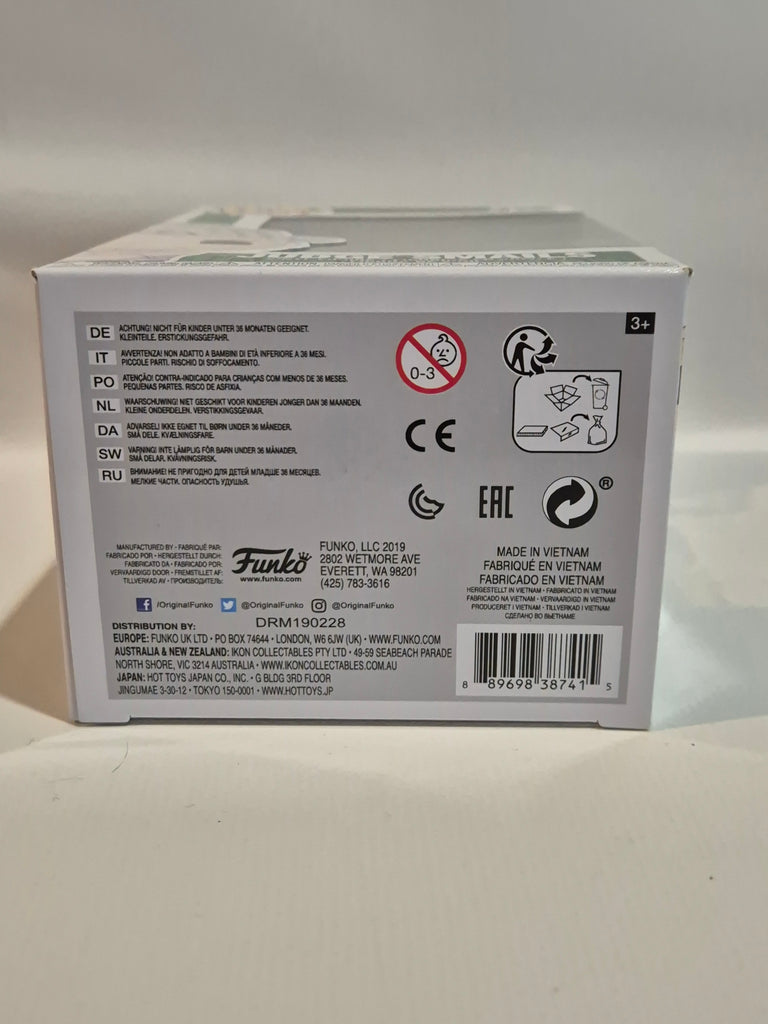 3+
DE ACHTUNG! NICHT FÜR KINDER UNTER 36 MONATEN GEEIGNET.
KLEINTEILE. ERSTICKUNGSGEFAHR.
IT AVVERTENZA! NON ADATTO A BAMBINI DI ETÀ INFERIORE A 36 MESI.
PICCOLE PARTI. RISCHIO DI SOFFOCAMENTO.
PO ATENÇÃO! CONTRA-INDICADO PARA CRIANÇAS COM MENOS DE 36 MESES.
PEQUENAS PARTES. RISCO DE ASFIXIA.
NL WAARSCHUWING! NIET GESCHIKT VOOR KINDEREN JONGER DAN 36 MAANDEN.
KLEINE ONDERDELEN. VERSTIKKINGSGEVAAR.
DA ADVARSEL! IKKE EGNET TIL BØRN UNDER 36 MÅNEDER.
SMÅ DELE. KVÆLNINGSFARE.
SW VARNING! INTE LÄMPLIG FÖR BARN UNDER 36 MÅNADER.
SMÅ DELAR. KVÄVNINGSRISK.
RU ВНИМАНИЕ! НЕ ПРИГОДНО ДЛЯ ДЕТЕЙ МЛАДШЕ 36 МЕСЯЦЕВ.
МЕЛКИЕ ЧАСТИ. ОПАСНОСТЬ УДУШЬЯ.
0-3
CE
EAC
®
MANUFACTURED BY • FABRIQUÉ PAR:
FABRICADO POR • HERGESTELLT DURCH:
FABBRICATO DA • FABRICADO POR:
VERVAARDIGD DOOR • FREMSTILLET AF:
TILLVERKAD AV • ПРОИЗВОДИТЕЛЬ:
Funko
www.funko.com
FUNKO, LLC 2019
2802 WETMORE AVE
EVERETT, WA 98201
(425) 783-3616
/OriginalFunko @OriginalFunko @OriginalFunko
DRM190228
DISTRIBUTION BY:
EUROPE: FUNKO UK LTD • PO BOX 74644 • LONDON, W6 6JW (UK) • WWW.FUNKO.COM
AUSTRALIA & NEW ZEALAND: IKON COLLECTABLES PTY LTD • 49-59 SEABEACH PARADE
NORTH SHORE, VIC 3214 AUSTRALIA • WWW.IKONCOLLECTABLES.COM.AU
JAPAN: HOT TOYS JAPAN CO., INC. • G BLDG 3RD FLOOR
JINGUMAE 3-30-12 • TOKYO 150-0001 • WWW.HOTTOYS.JP
MADE IN VIETNAM
FABRIQUÉ EN VIETNAM
FABRICADO EN VIETNAM
HERGESTELLT IN VIETNAM • FABBRICATO IN VIETNAM
FABRICADO NA VIETNAM • VERVAARDIGD IN VIETNAM
PRODUCERET I VIETNAM • TILLVERKAD I VIETNAM
СДЕЛАНО ВО ВЬЕТНАМЕ
8 89698 38741 5